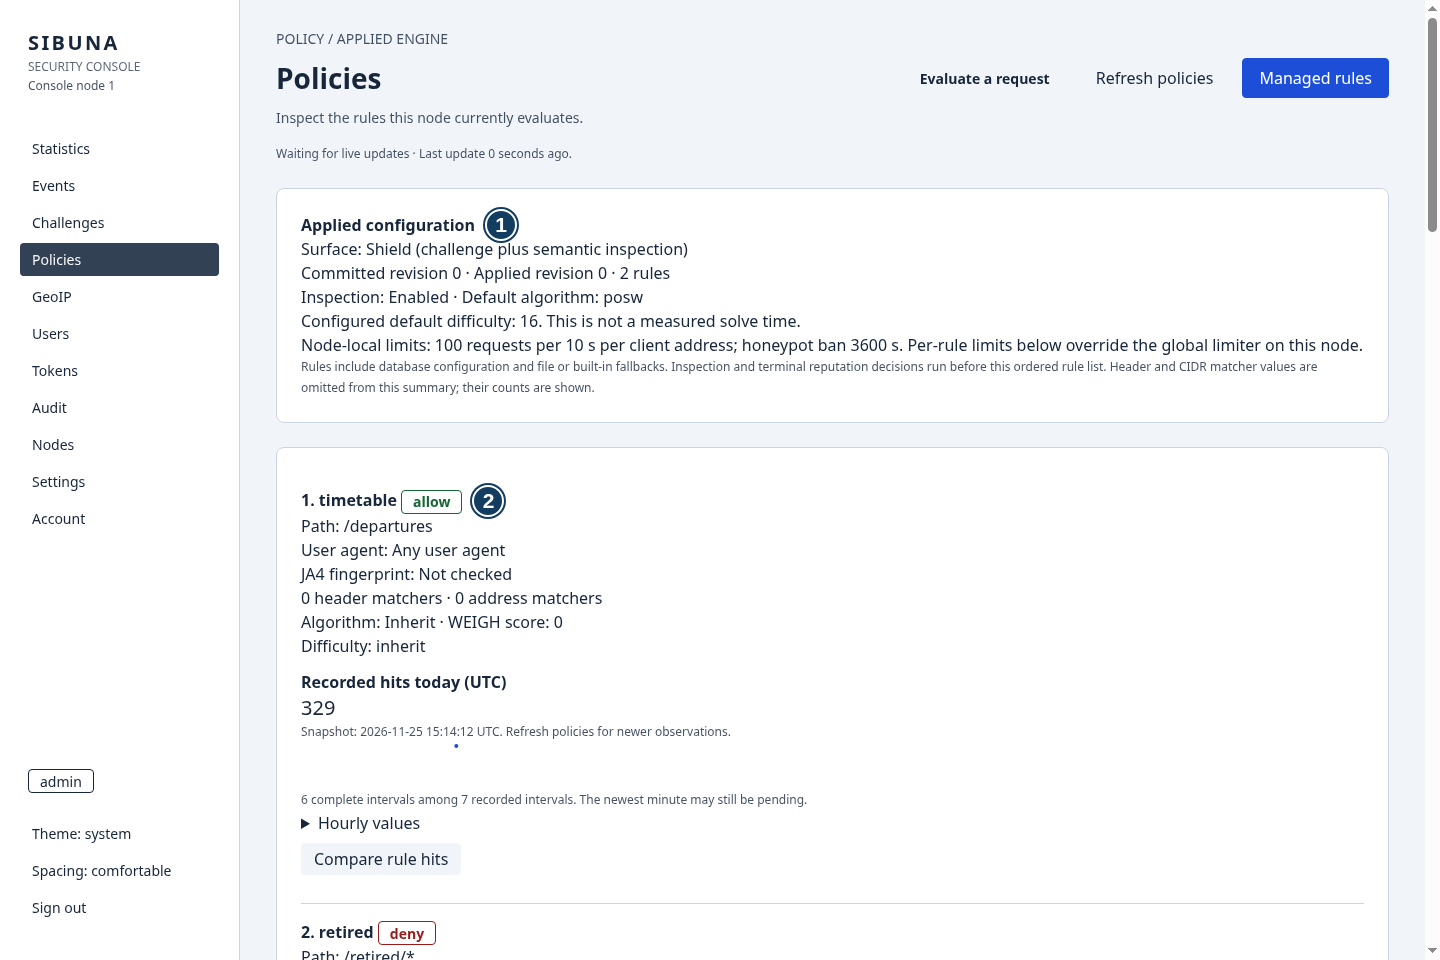 SIBUNA
SECURITY CONSOLE
Console node 1
Statistics
Events
Challenges
Policies
GeoIP
Users
Tokens
Audit
Nodes
Settings
Account
admin
Theme: system
Spacing: comfortable
Sign out
POLICY / APPLIED ENGINE
Policies
Evaluate a request
Refresh policies
Managed rules
Inspect the rules this node currently evaluates.
Waiting for live updates · Last update 0 seconds ago.
Applied configuration 1
Surface: Shield (challenge plus semantic inspection)
Committed revision 0 · Applied revision 0 · 2 rules
Inspection: Enabled · Default algorithm: posw
Configured default difficulty: 16. This is not a measured solve time.
Node-local limits: 100 requests per 10 s per client address; honeypot ban 3600 s. Per-rule limits below override the global limiter on this node.
Rules include database configuration and file or built-in fallbacks. Inspection and terminal reputation decisions run before this ordered rule list. Header and CIDR matcher values are
omitted from this summary; their counts are shown.
1. timetable allow 2
Path: /departures
User agent: Any user agent
JA4 fingerprint: Not checked
0 header matchers · 0 address matchers
Algorithm: Inherit · WEIGH score: 0
Difficulty: inherit
Recorded hits today (UTC)
329
Snapshot: 2026-11-25 15:14:12 UTC. Refresh policies for newer observations.
6 complete intervals among 7 recorded intervals. The newest minute may still be pending.
Hourly values
Compare rule hits
2. retired deny
Path: /retired/*